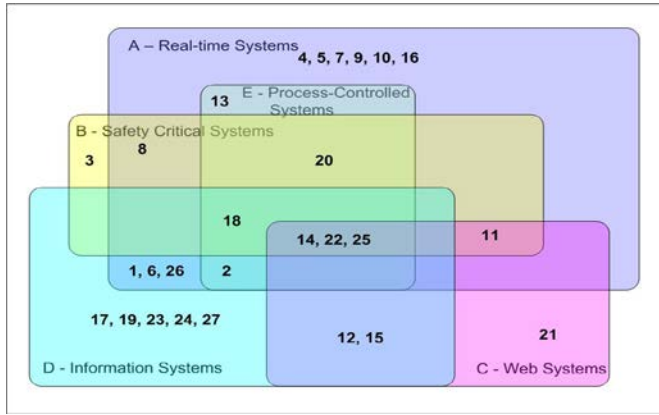 A – Real-time Systems
4, 5, 7, 9, 10, 16
13
E - Process-Controlled
Systems
B - Safety Critical Systems
3
8
20
18
14, 22, 25
11
1, 6, 26
2
17, 19, 23, 24, 27
12, 15
21
D - Information Systems
C - Web Systems